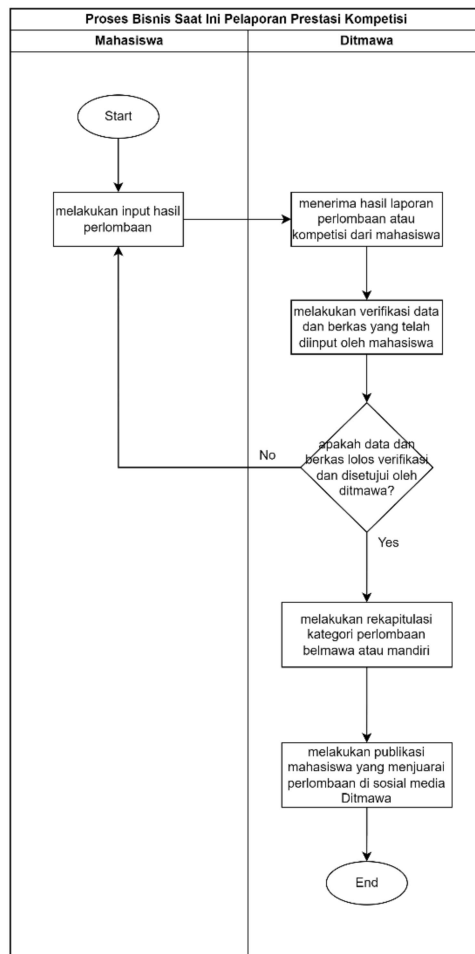 Proses Bisnis Saat Ini Pelaporan Prestasi Kompetisi
Mahasiswa
Ditmawa
Start
melakukan input hasil
perlombaan
menerima hasil laporan
perlombaan atau
kompetisi dari mahasiswa
melakukan verifikasi data
dan berkas yang telah
diinput oleh mahasiswa
apakah data dan
berkas lolos verifikasi
dan disetujui oleh
ditmawa?
No
Yes
melakukan rekapitulasi
kategori perlombaan
belmawa atau mandiri
melakukan publikasi
mahasiswa yang menjuarai
perlombaan di sosial media
Ditmawa
End